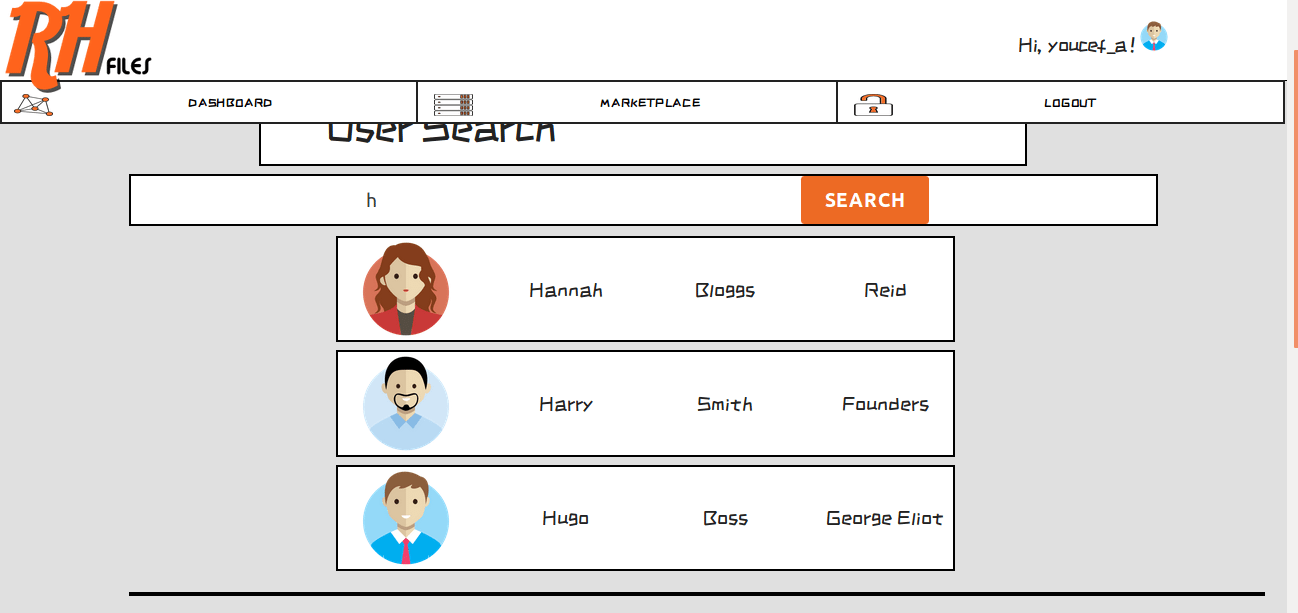 RH FILES
Hi, youcef_a!
DASHBOARD MARKETPLACE LOGOUT
User Search
h SEARCH
Hannah Bloggs Reid
Harry Smith Founders
Hugo Boss George Eliot